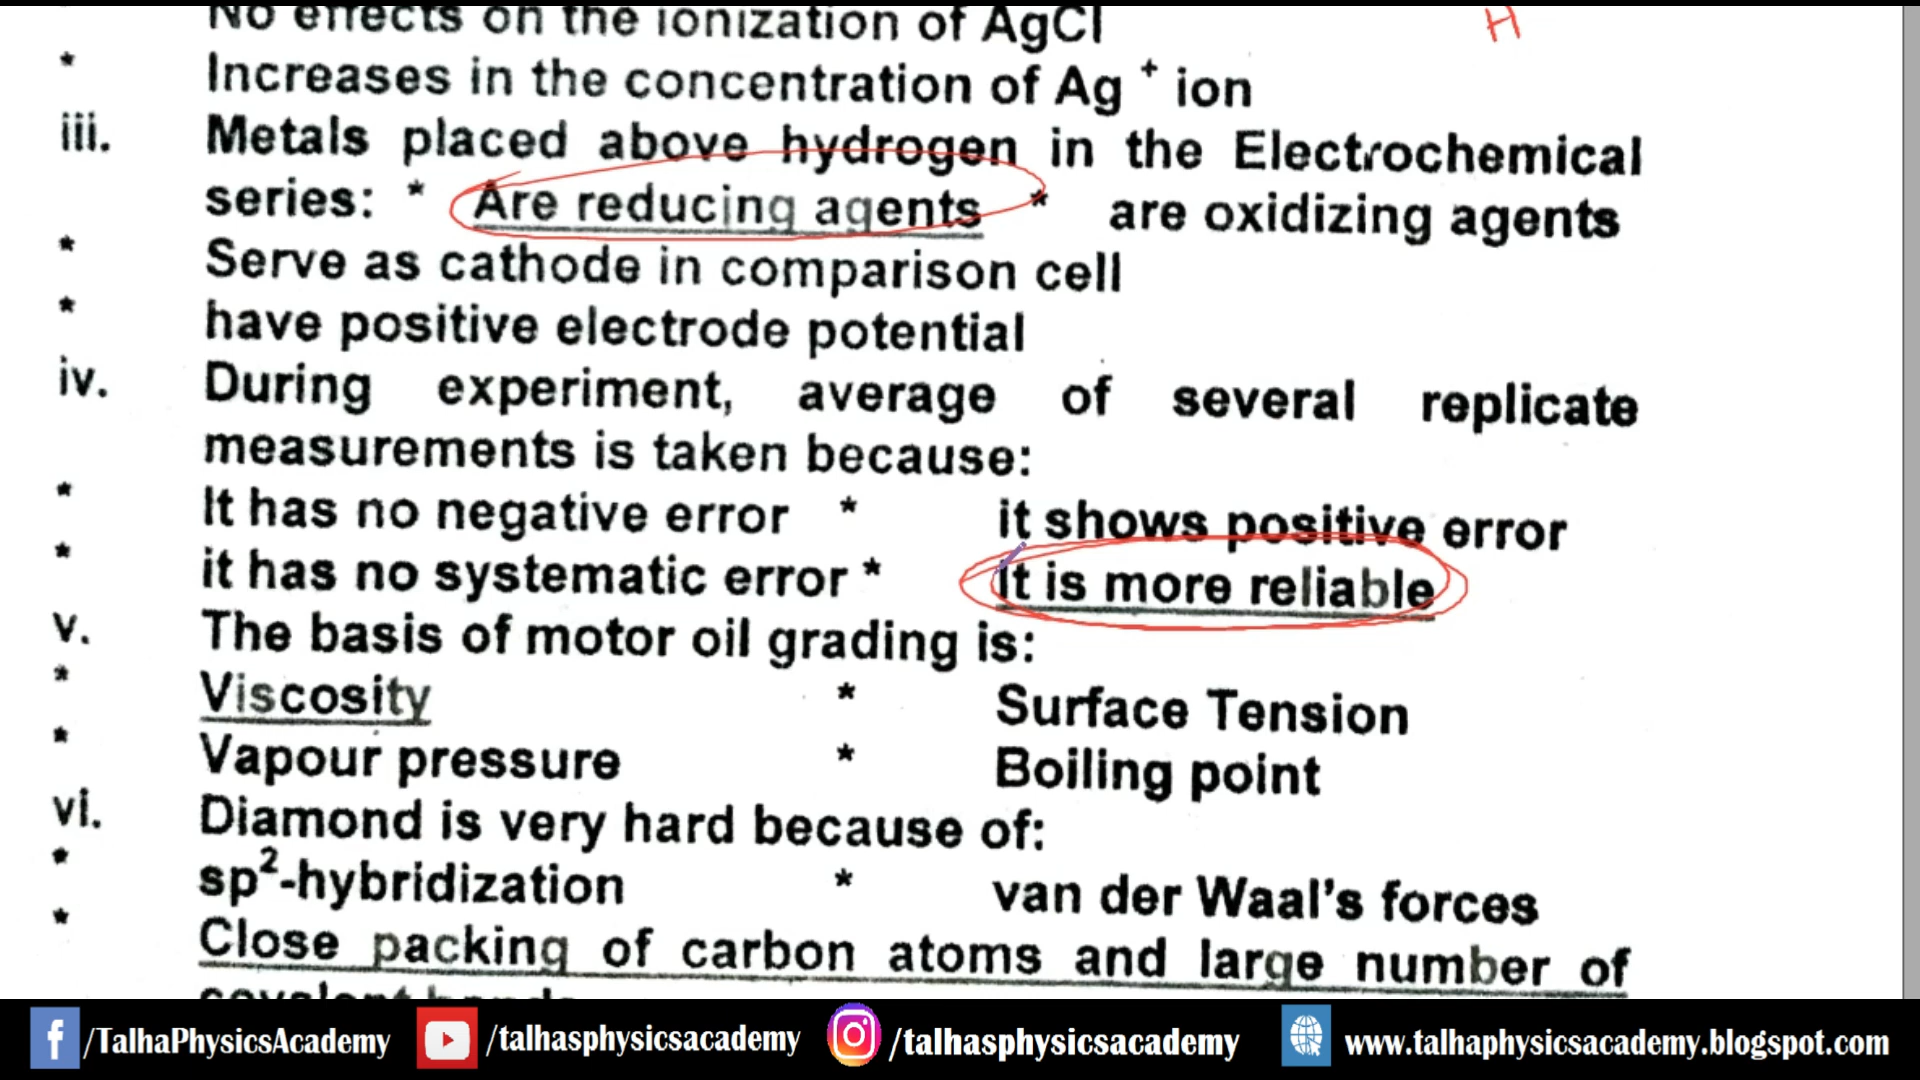 No effects on the ionization of AgCl
H
* Increases in the concentration of Ag + ion
iii. Metals placed above hydrogen in the Electrochemical
series: * Are reducing agents * are oxidizing agents
* Serve as cathode in comparison cell
* have positive electrode potential
iv. During experiment, average of several replicate
measurements is taken because:
* It has no negative error * it shows positive error
* it has no systematic error * It is more reliable
v. The basis of motor oil grading is:
* Viscosity * Surface Tension
* Vapour pressure * Boiling point
vi. Diamond is very hard because of:
* sp²-hybridization * van der Waal's forces
* Close packing of carbon atoms and large number of
covalent bonds
/TalhaPhysicsAcademy /talhasphysicsacademy /talhasphysicsacademy www.talhaphysicsacademy.blogspot.com